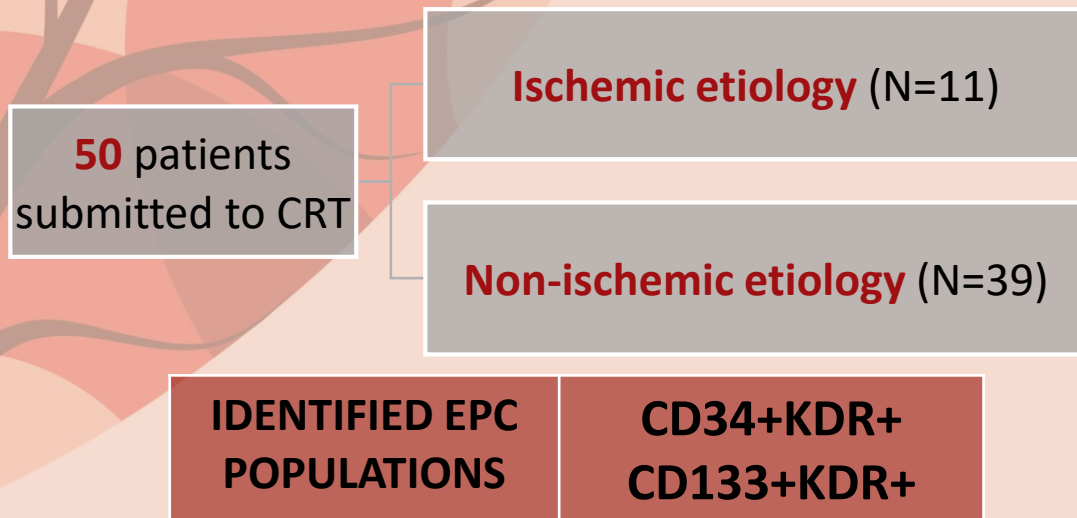 Ischemic etiology (N=11)
50 patients
submitted to CRT
Non-ischemic etiology (N=39)
IDENTIFIED EPC
POPULATIONS
CD34+KDR+
CD133+KDR+